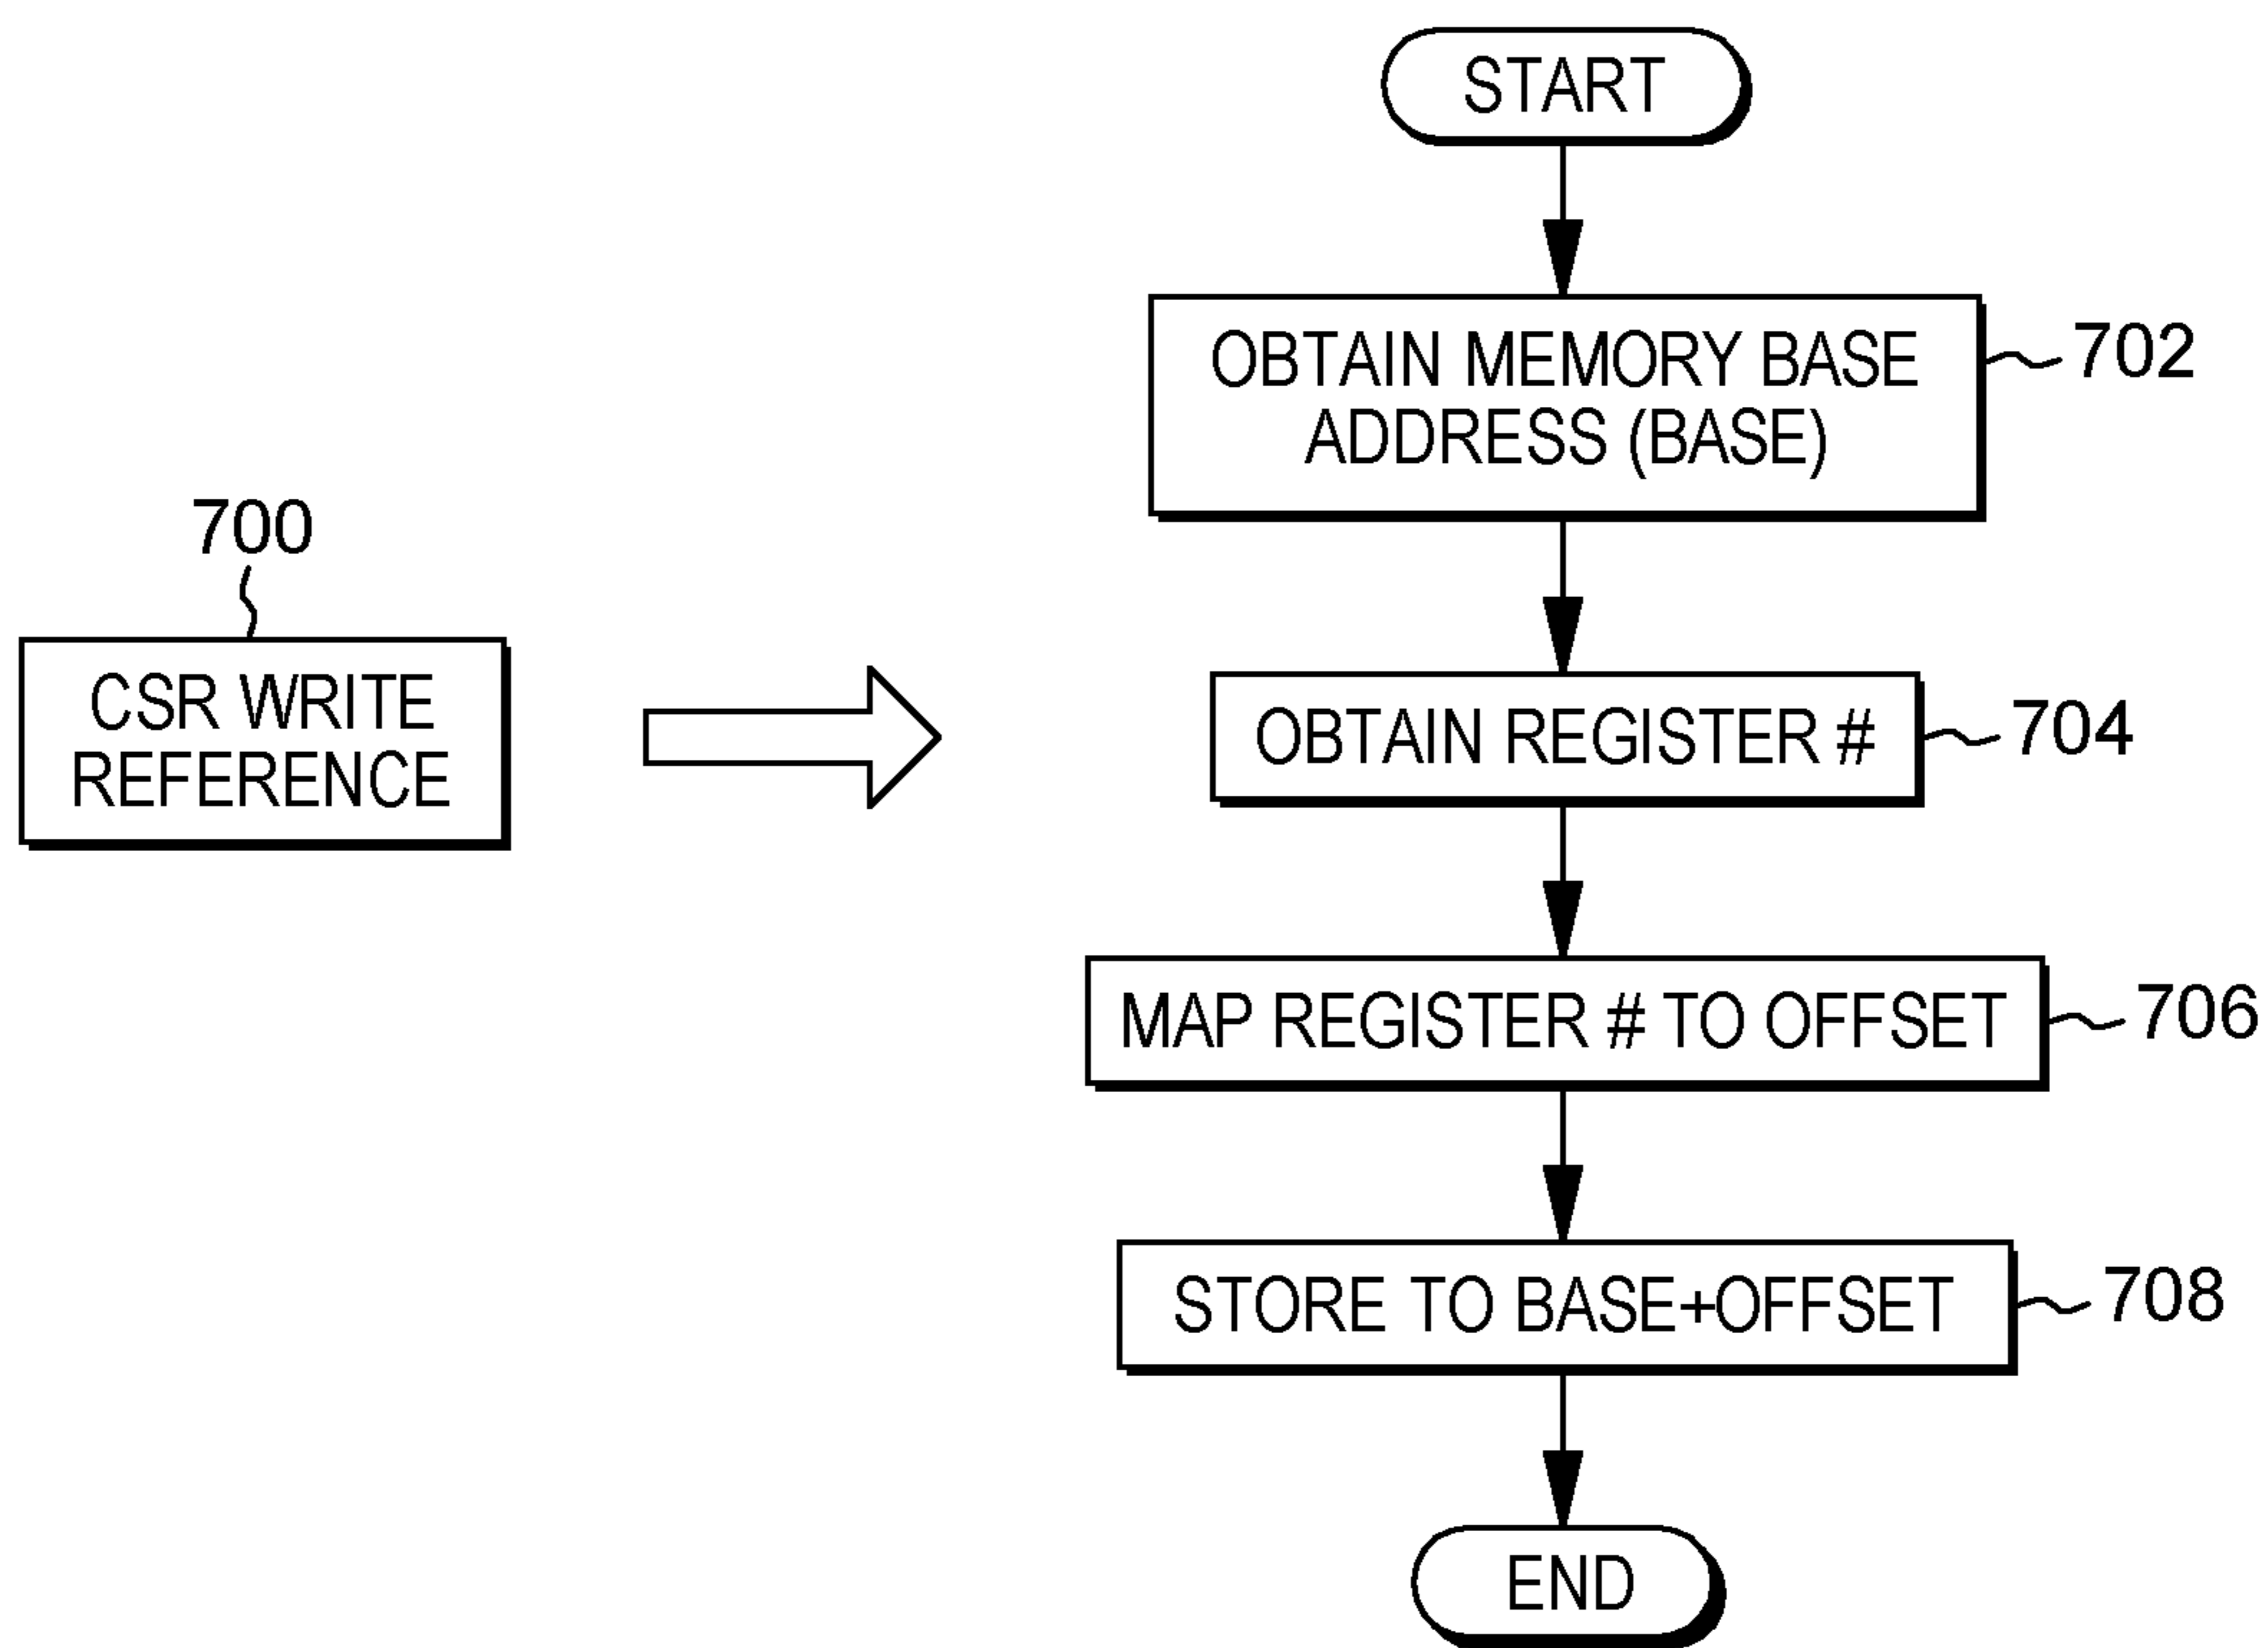 START
OBTAIN MEMORY BASE
ADDRESS (BASE)
702
700
CSR WRITE
REFERENCE
OBTAIN REGISTER #
704
MAP REGISTER # TO OFFSET
706
STORE TO BASE+OFFSET
708
END